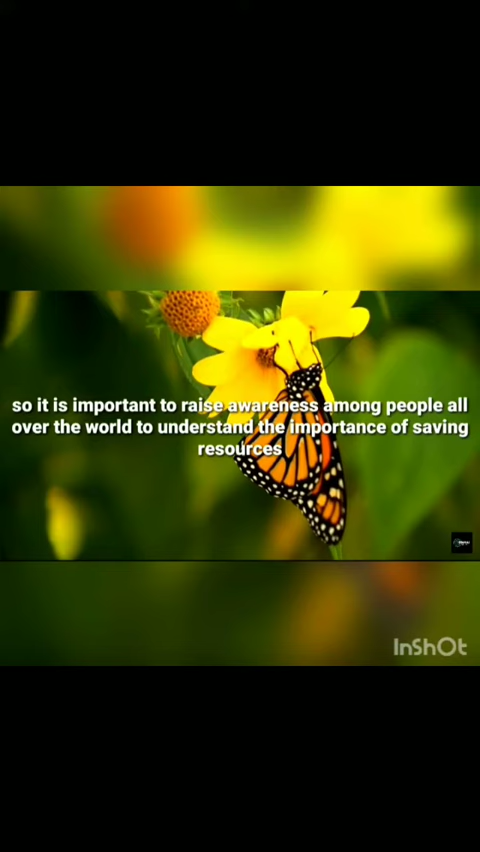 so it is important to raise awareness among people all
over the world to understand the importance of saving
resources
InShOt